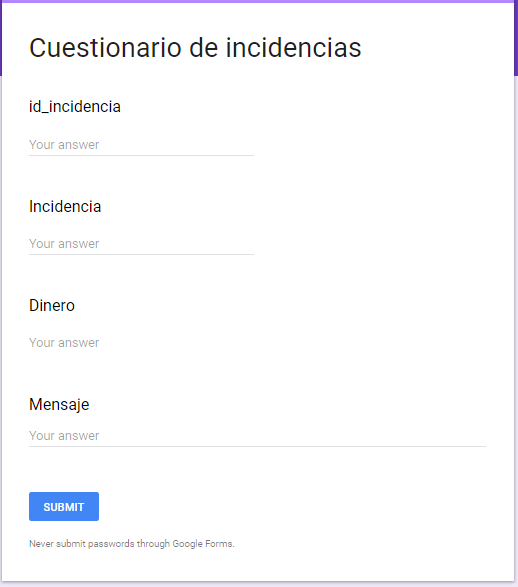 Cuestionario de incidencias
id_incidencia
Your answer
Incidencia
Your answer
Dinero
Your answer
Mensaje
Your answer
SUBMIT
Never submit passwords through Google Forms.